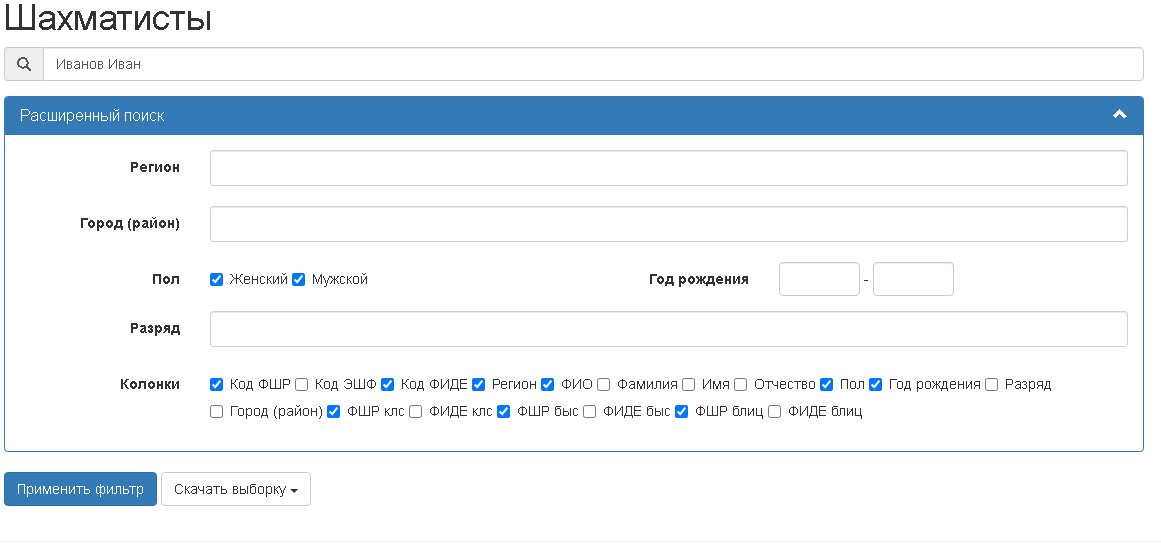 Шахматисты
Иванов Иван
Расширенный поиск
Регион
Город (район)
Пол Женский Мужской Год рождения -
Разряд
Колонки Код ФШР Код ЭШФ Код ФИДЕ Регион ФИО Фамилия Имя Отчество Пол Год рождения Разряд
Город (район) ФШР клс ФИДЕ клс ФШР быс ФИДЕ быс ФШР блиц ФИДЕ блиц
Применить фильтр Скачать выборку